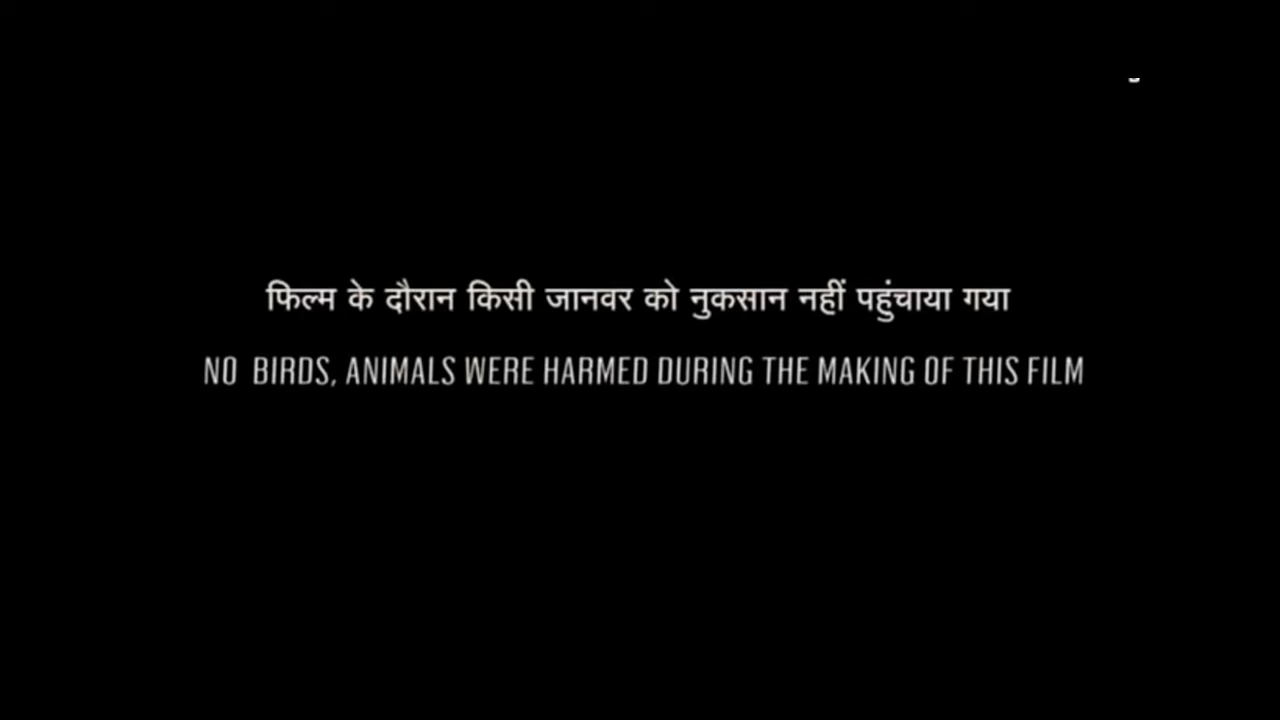 फिल्म के दौरान किसी जानवर को नुकसान नहीं पहुंचाया गया
NO BIRDS, ANIMALS WERE HARMED DURING THE MAKING OF THIS FILM